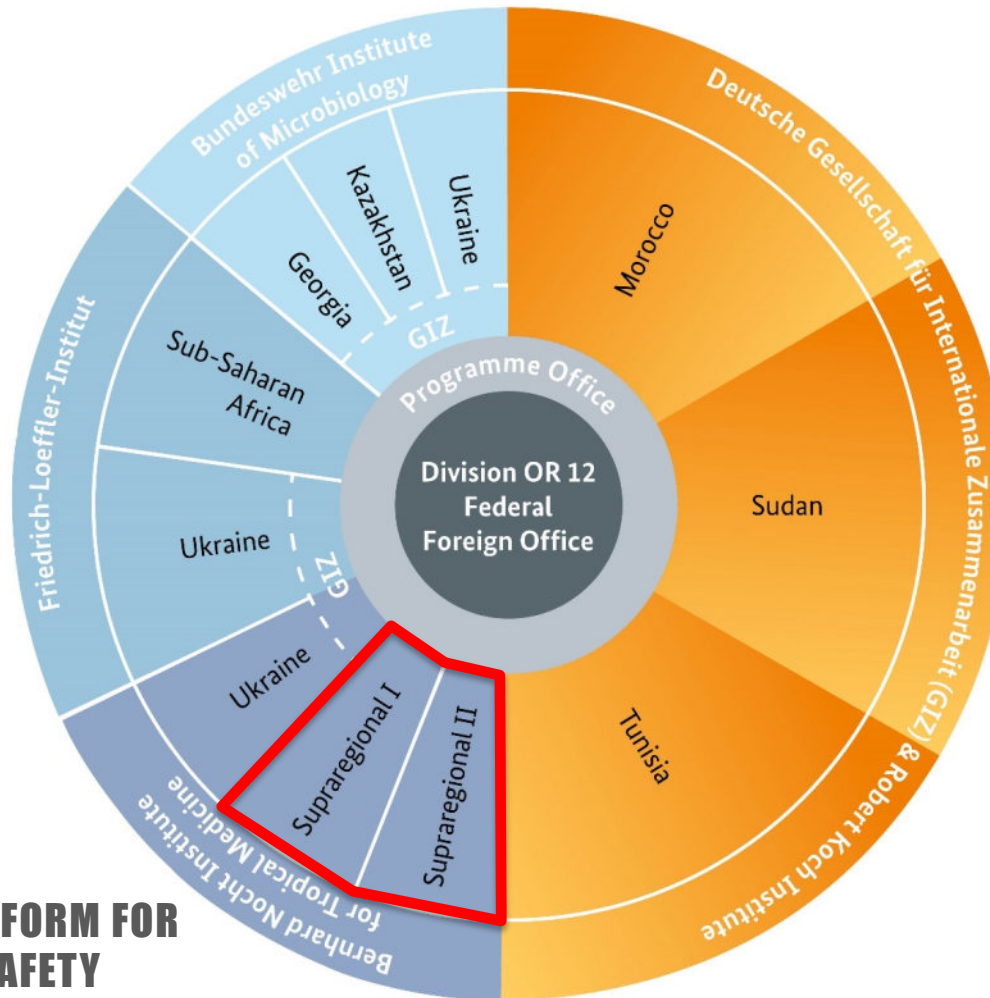 Bundeswehr Institute
of Microbiology
Deutsche Gesellschaft für Internationale Zusammenarbeit (GIZ) & Robert Koch Institute
Friedrich-Loeffler-Institut
Bernhard Nocht Institute
for Tropical Medicine
Georgia
Kazakhstan
Ukraine
GIZ
Morocco
Sudan
Tunisia
Sub-Saharan
Africa
Ukraine
GIZ
Ukraine
Supraregional I
Supraregional II
Programme Office
Division OR 12
Federal
Foreign Office
FORM FOR
AFETY